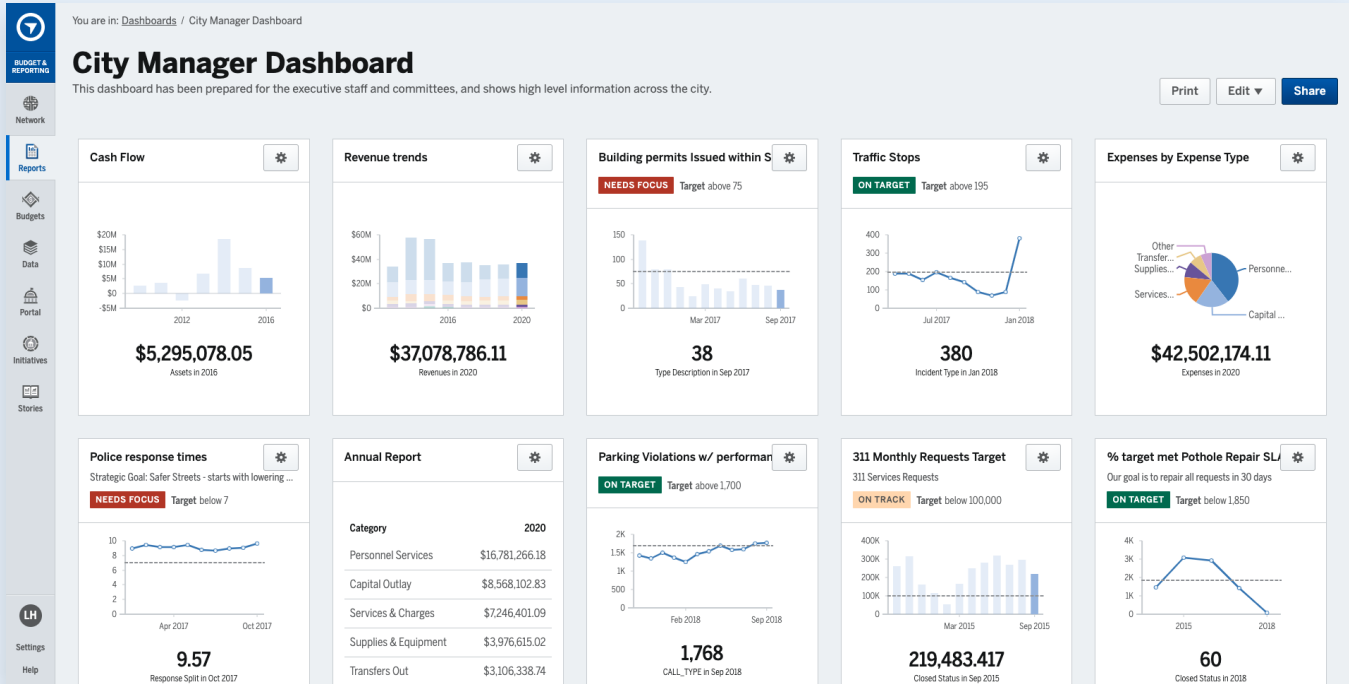 You are in: Dashboards / City Manager Dashboard
BUDGET &
REPORTING
City Manager Dashboard
This dashboard has been prepared for the executive staff and committees, and shows high level information across the city.
Print
Edit ▼
Share
Network
Reports
Budgets
Data
Portal
Initiatives
Stories
LH
Settings
Help
Cash Flow
$20M
$15M
$10M
$5M
$0
-$5M
2012
2016
$5,295,078.05
Assets in 2016
Revenue trends
$60M
$40M
$20M
$0
2016
2020
$37,078,786.11
Revenues in 2020
Building permits Issued within S
NEEDS FOCUS Target above 75
150
100
50
0
Mar 2017
Sep 2017
38
Type Description in Sep 2017
Traffic Stops
ON TARGET Target above 195
400
300
200
100
0
Jul 2017
Jan 2018
380
Incident Type in Jan 2018
Expenses by Expense Type
Other
Transfer...
Supplies...
Services...
Personne...
Capital ...
$42,502,174.11
Expenses in 2020
Police response times
Strategic Goal: Safer Streets - starts with lowering ...
NEEDS FOCUS Target below 7
10
8
6
4
2
0
Apr 2017
Oct 2017
9.57
Response Split in Oct 2017
Annual Report
Category 2020
Personnel Services $16,781,266.18
Capital Outlay $8,568,102.83
Services & Charges $7,246,401.09
Supplies & Equipment $3,976,615.02
Transfers Out $3,106,338.74
Parking Violations w/ performan
ON TARGET Target above 1,700
2K
1.5K
1K
500
0
Feb 2018
Sep 2018
1,768
CALL_TYPE in Sep 2018
311 Monthly Requests Target
311 Services Requests
ON TRACK Target below 100,000
400K
300K
200K
100K
0
Mar 2015
Sep 2015
219,483.417
Closed Status in Sep 2015
% target met Pothole Repair SLA
Our goal is to repair all requests in 30 days
ON TARGET Target below 1,850
4K
3K
2K
1K
0
2015
2018
60
Closed Status in 2018